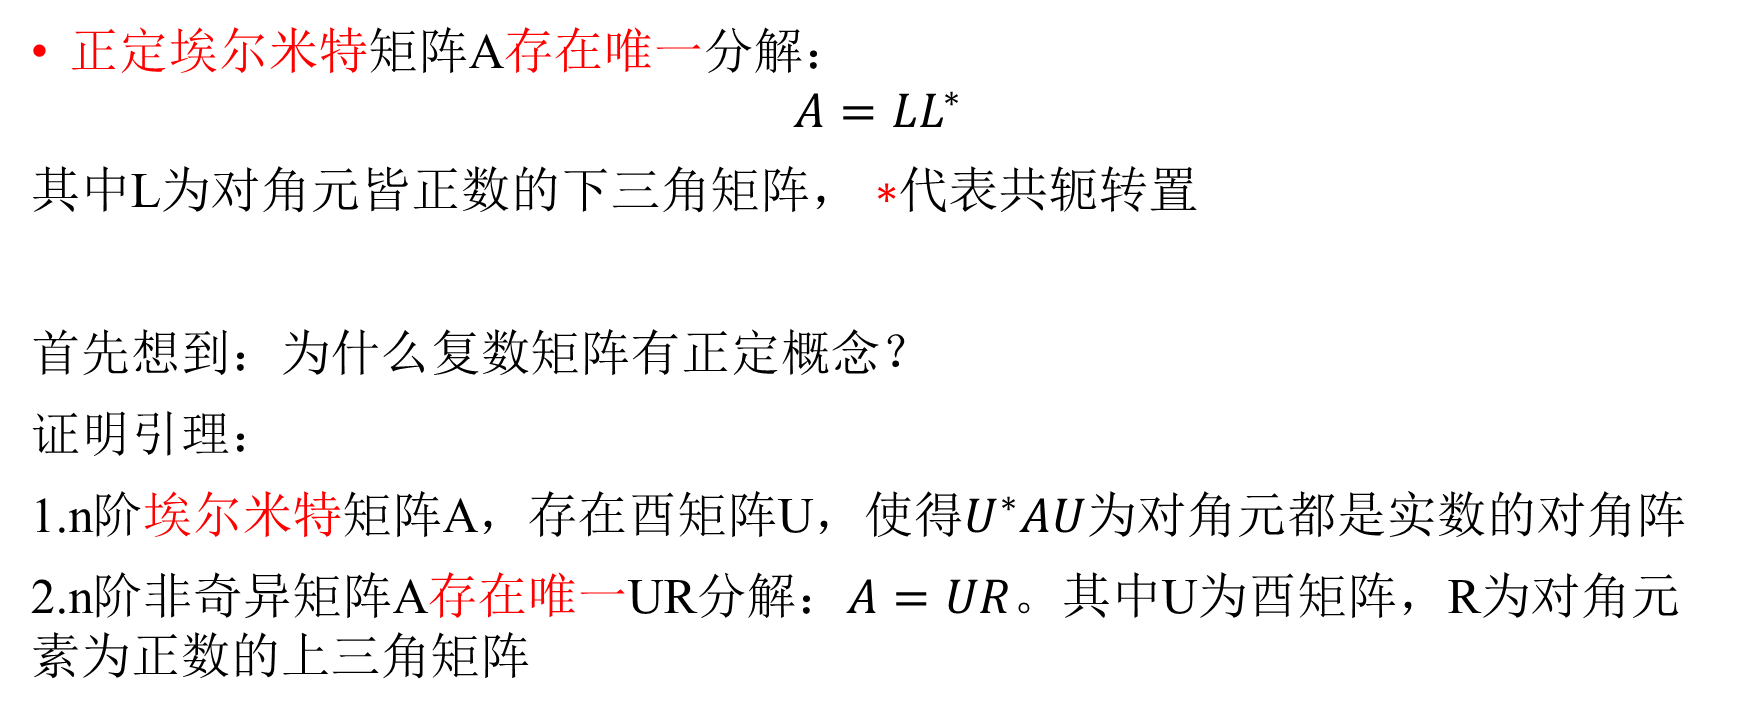 • 正定埃尔米特矩阵A存在唯一分解：
A = LL*
其中L为对角元皆正数的下三角矩阵， *代表共轭转置
首先想到：为什么复数矩阵有正定概念？
证明引理：
1.n阶埃尔米特矩阵A，存在酉矩阵U，使得U*AU为对角元都是实数的对角阵
2.n阶非奇异矩阵A存在唯一UR分解：A = UR。其中U为酉矩阵，R为对角元
素为正数的上三角矩阵